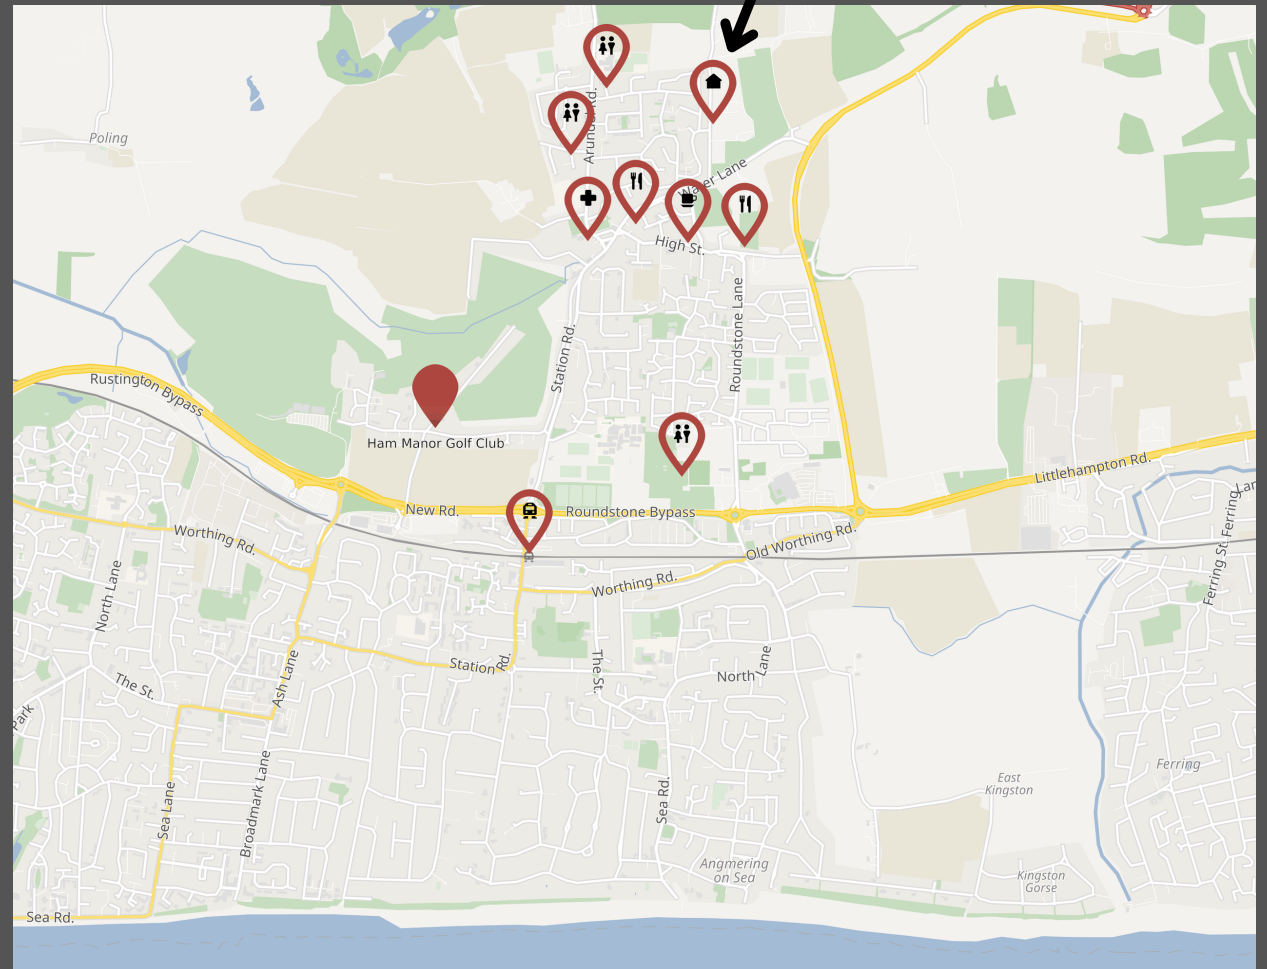 Poling
Arundel Rd.
Water Lane
High St.
Station Rd.
Roundstone Lane
Rustington Bypass
Ham Manor Golf Club
Littlehampton Rd.
New Rd.
Roundstone Bypass
Old Worthing Rd.
Worthing Rd.
Worthing Rd.
North Lane
Ferring St. Ferring
Lan
Station Rd.
The St.
North Lane
The St.
Ash Lane
Park
Sea Lane
Broadmark Lane
Sea Rd.
East
Kingston
Ferring
Angmering
on Sea
Kingston
Gorse
Sea Rd.